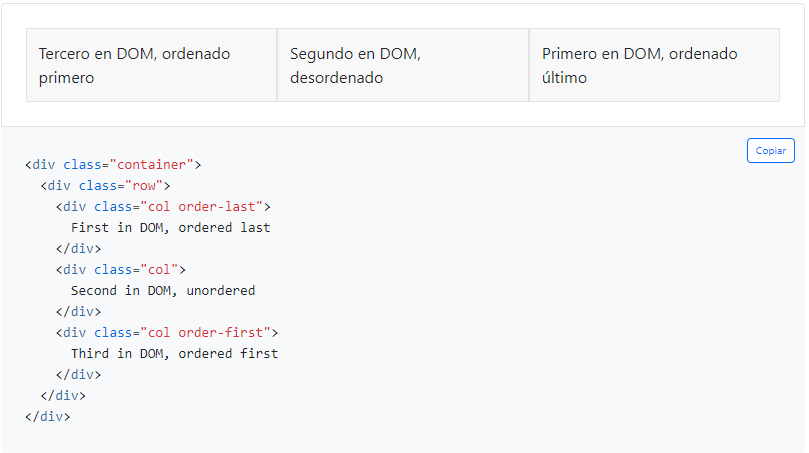 Tercero en DOM, ordenado
primero
Segundo en DOM,
desordenado
Primero en DOM, ordenado
último
Copiar
<div class="container">
  <div class="row">
    <div class="col order-last">
      First in DOM, ordered last
    </div>
    <div class="col">
      Second in DOM, unordered
    </div>
    <div class="col order-first">
      Third in DOM, ordered first
    </div>
  </div>
</div>